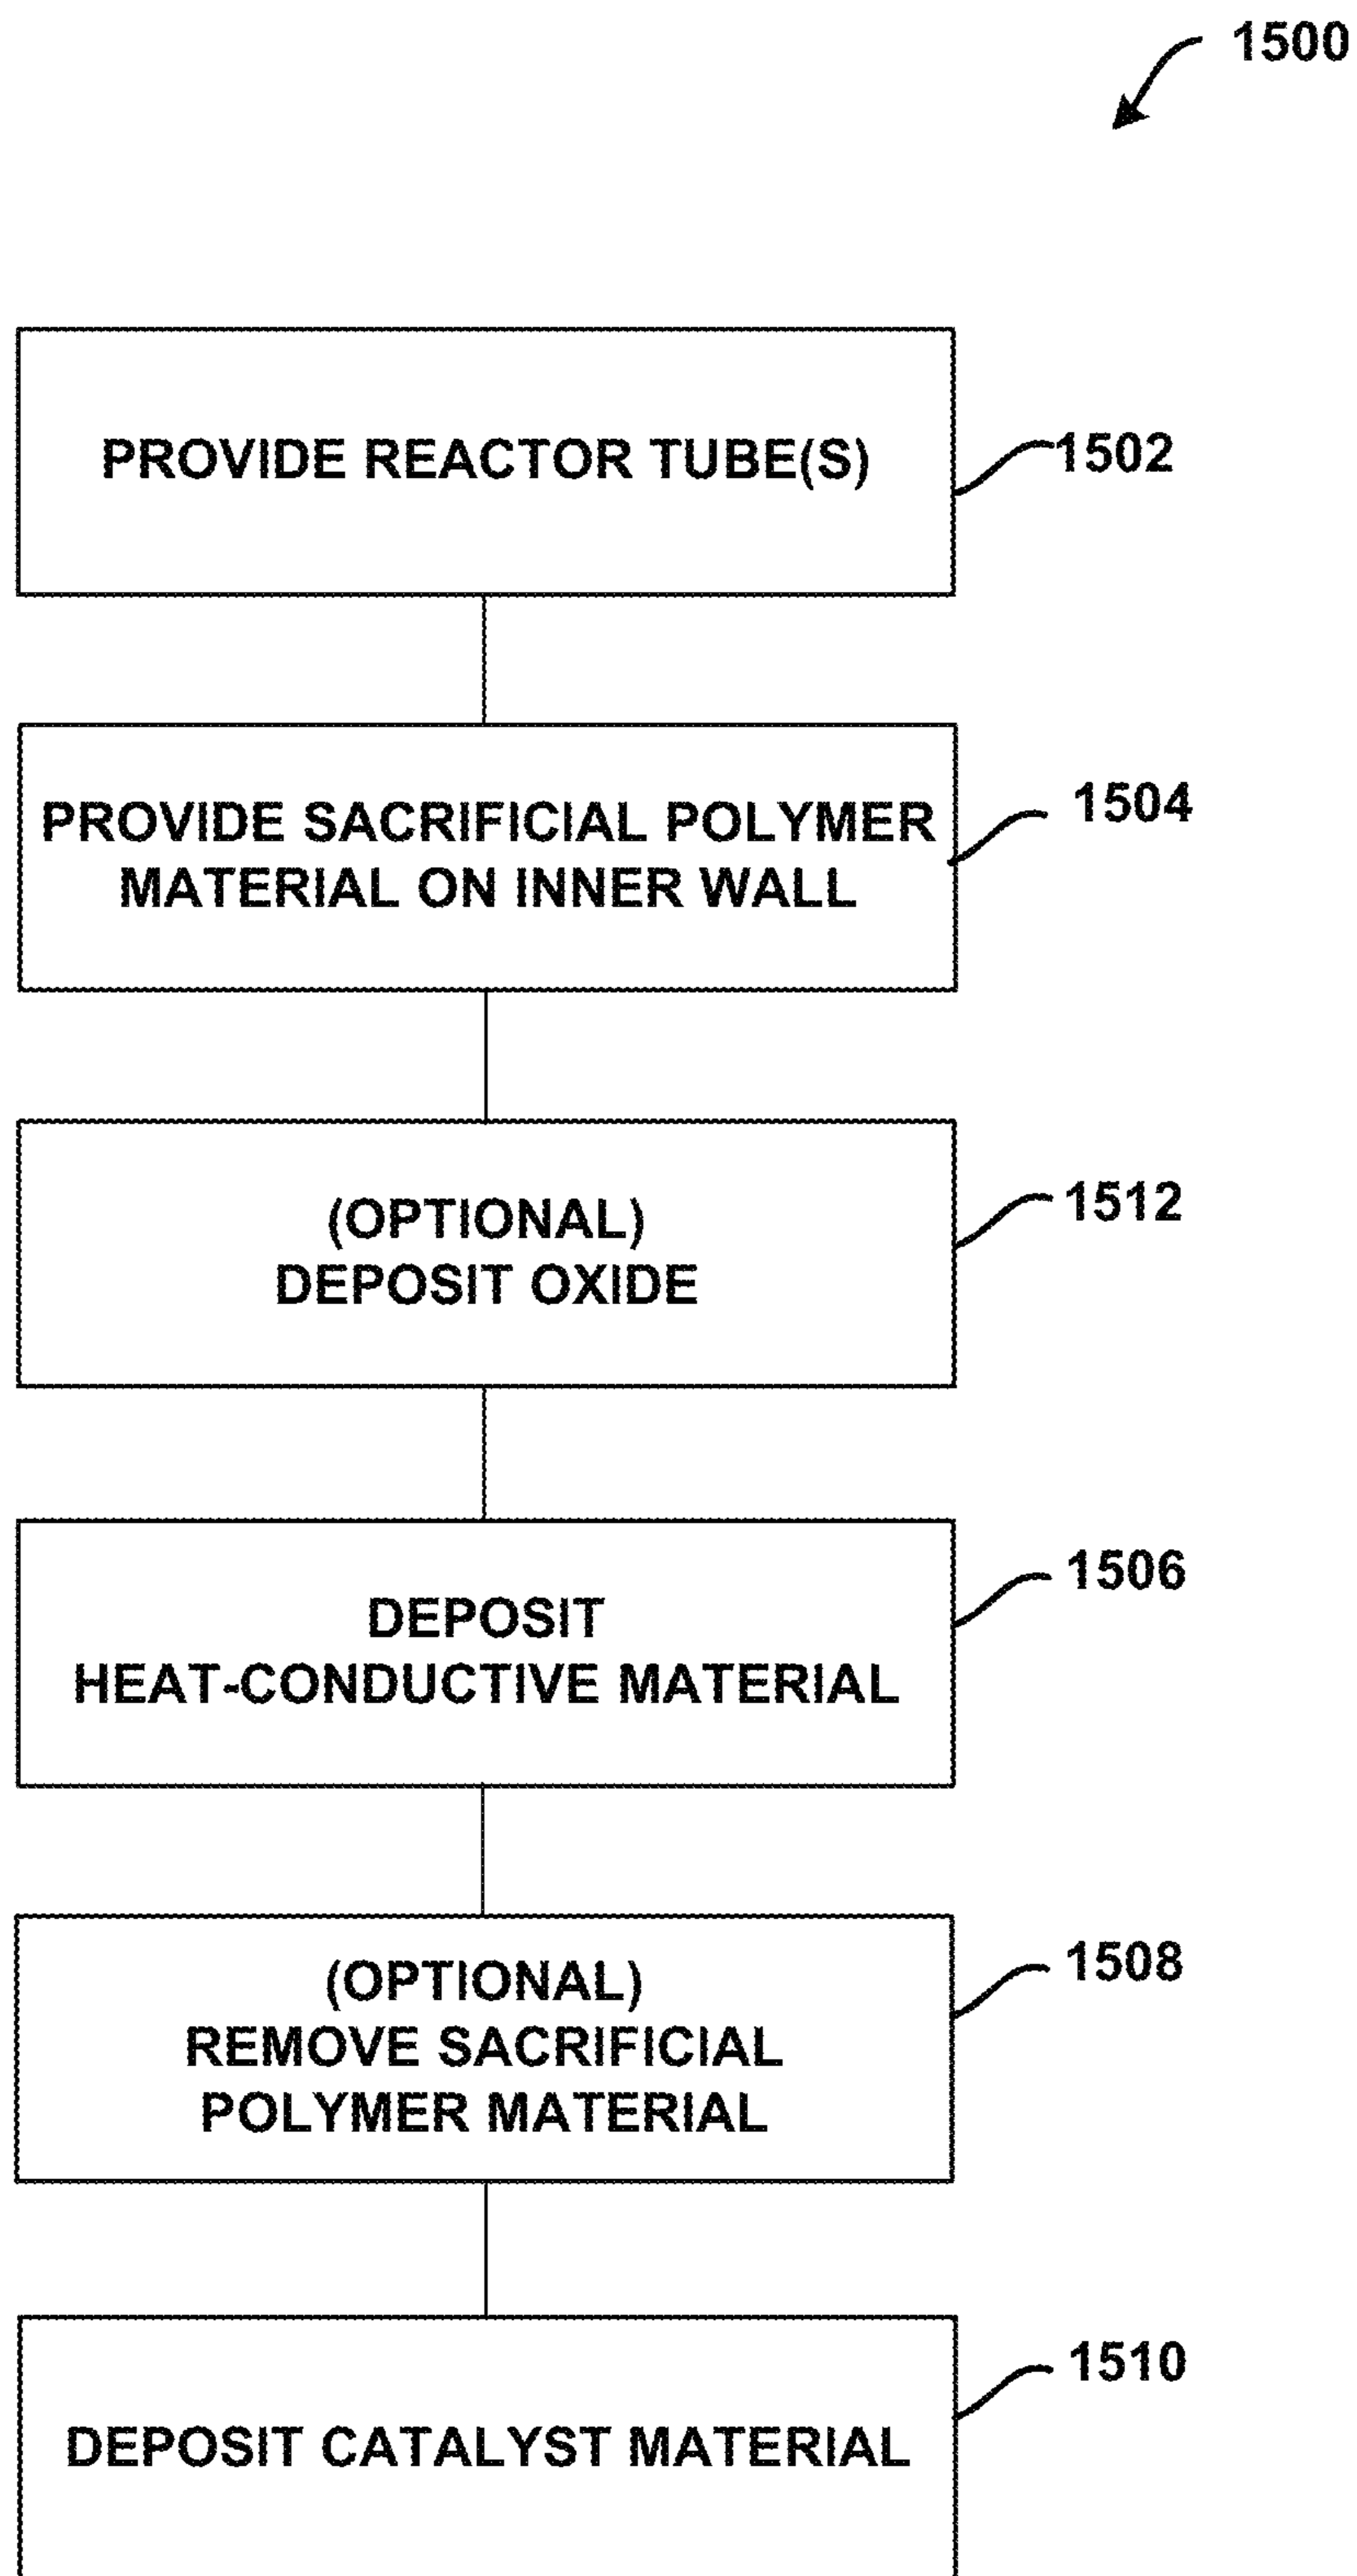 1500
PROVIDE REACTOR TUBE(S)
1502
PROVIDE SACRIFICIAL POLYMER
MATERIAL ON INNER WALL
1504
(OPTIONAL)
DEPOSIT OXIDE
1512
DEPOSIT
HEAT-CONDUCTIVE MATERIAL
1506
(OPTIONAL)
REMOVE SACRIFICIAL
POLYMER MATERIAL
1508
DEPOSIT CATALYST MATERIAL
1510